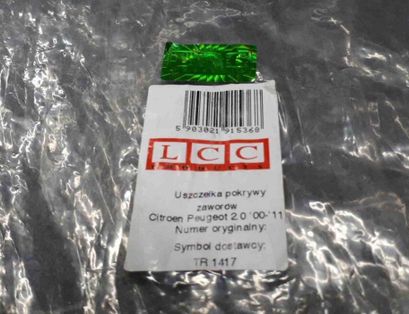 5 903021 915368
LCC
PRODUCTS
Uszczelka pokrywy
zaworów
Citroen Peugeot 2.0 '00-'11
Numer oryginalny:
Symbol dostawcy:
TR 1417